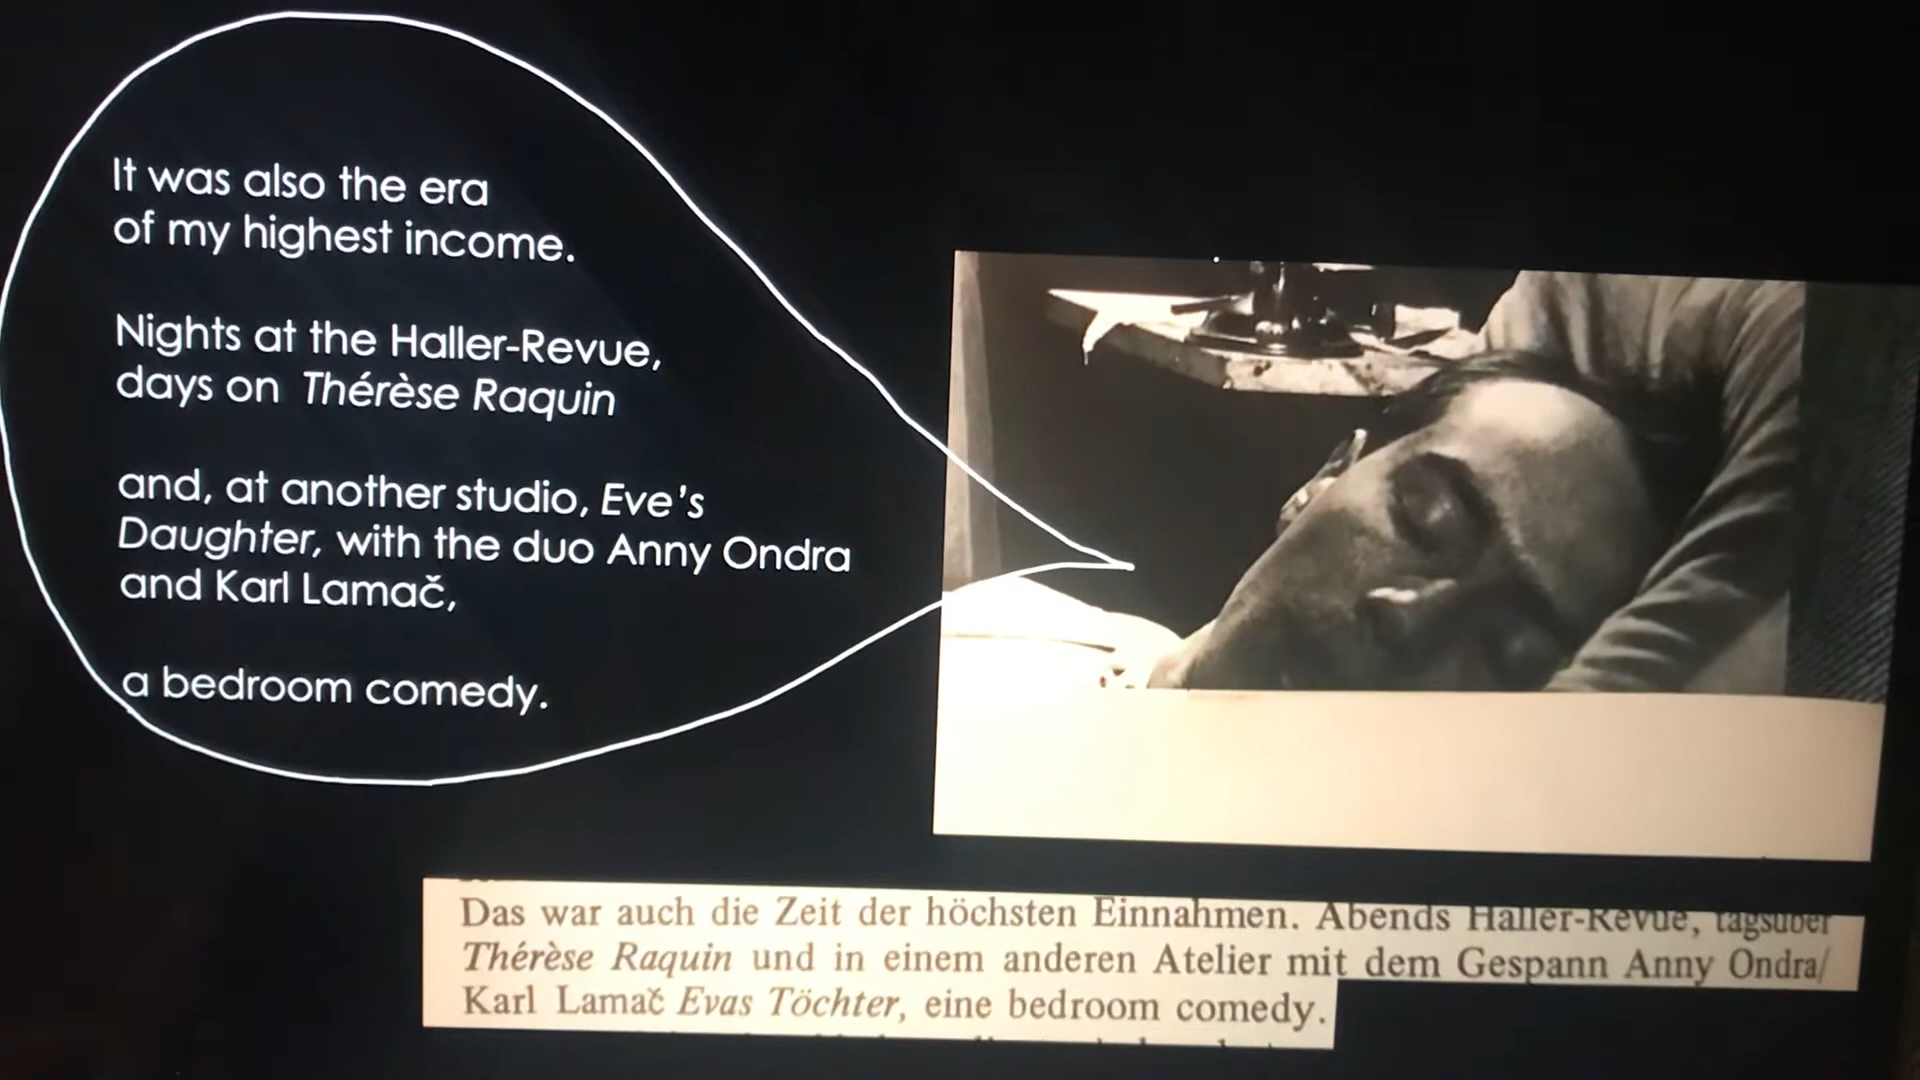 It was also the era
of my highest income.
Nights at the Haller-Revue,
days on Thérèse Raquin
and, at another studio, Eve's
Daughter, with the duo Anny Ondra
and Karl Lamač,
a bedroom comedy.
Das war auch die Zeit der höchsten Einnahmen. Abends Haller-Revue, tagsüber
Thérèse Raquin und in einem anderen Atelier mit dem Gespann Anny Ondra/
Karl Lamač Evas Töchter, eine bedroom comedy.